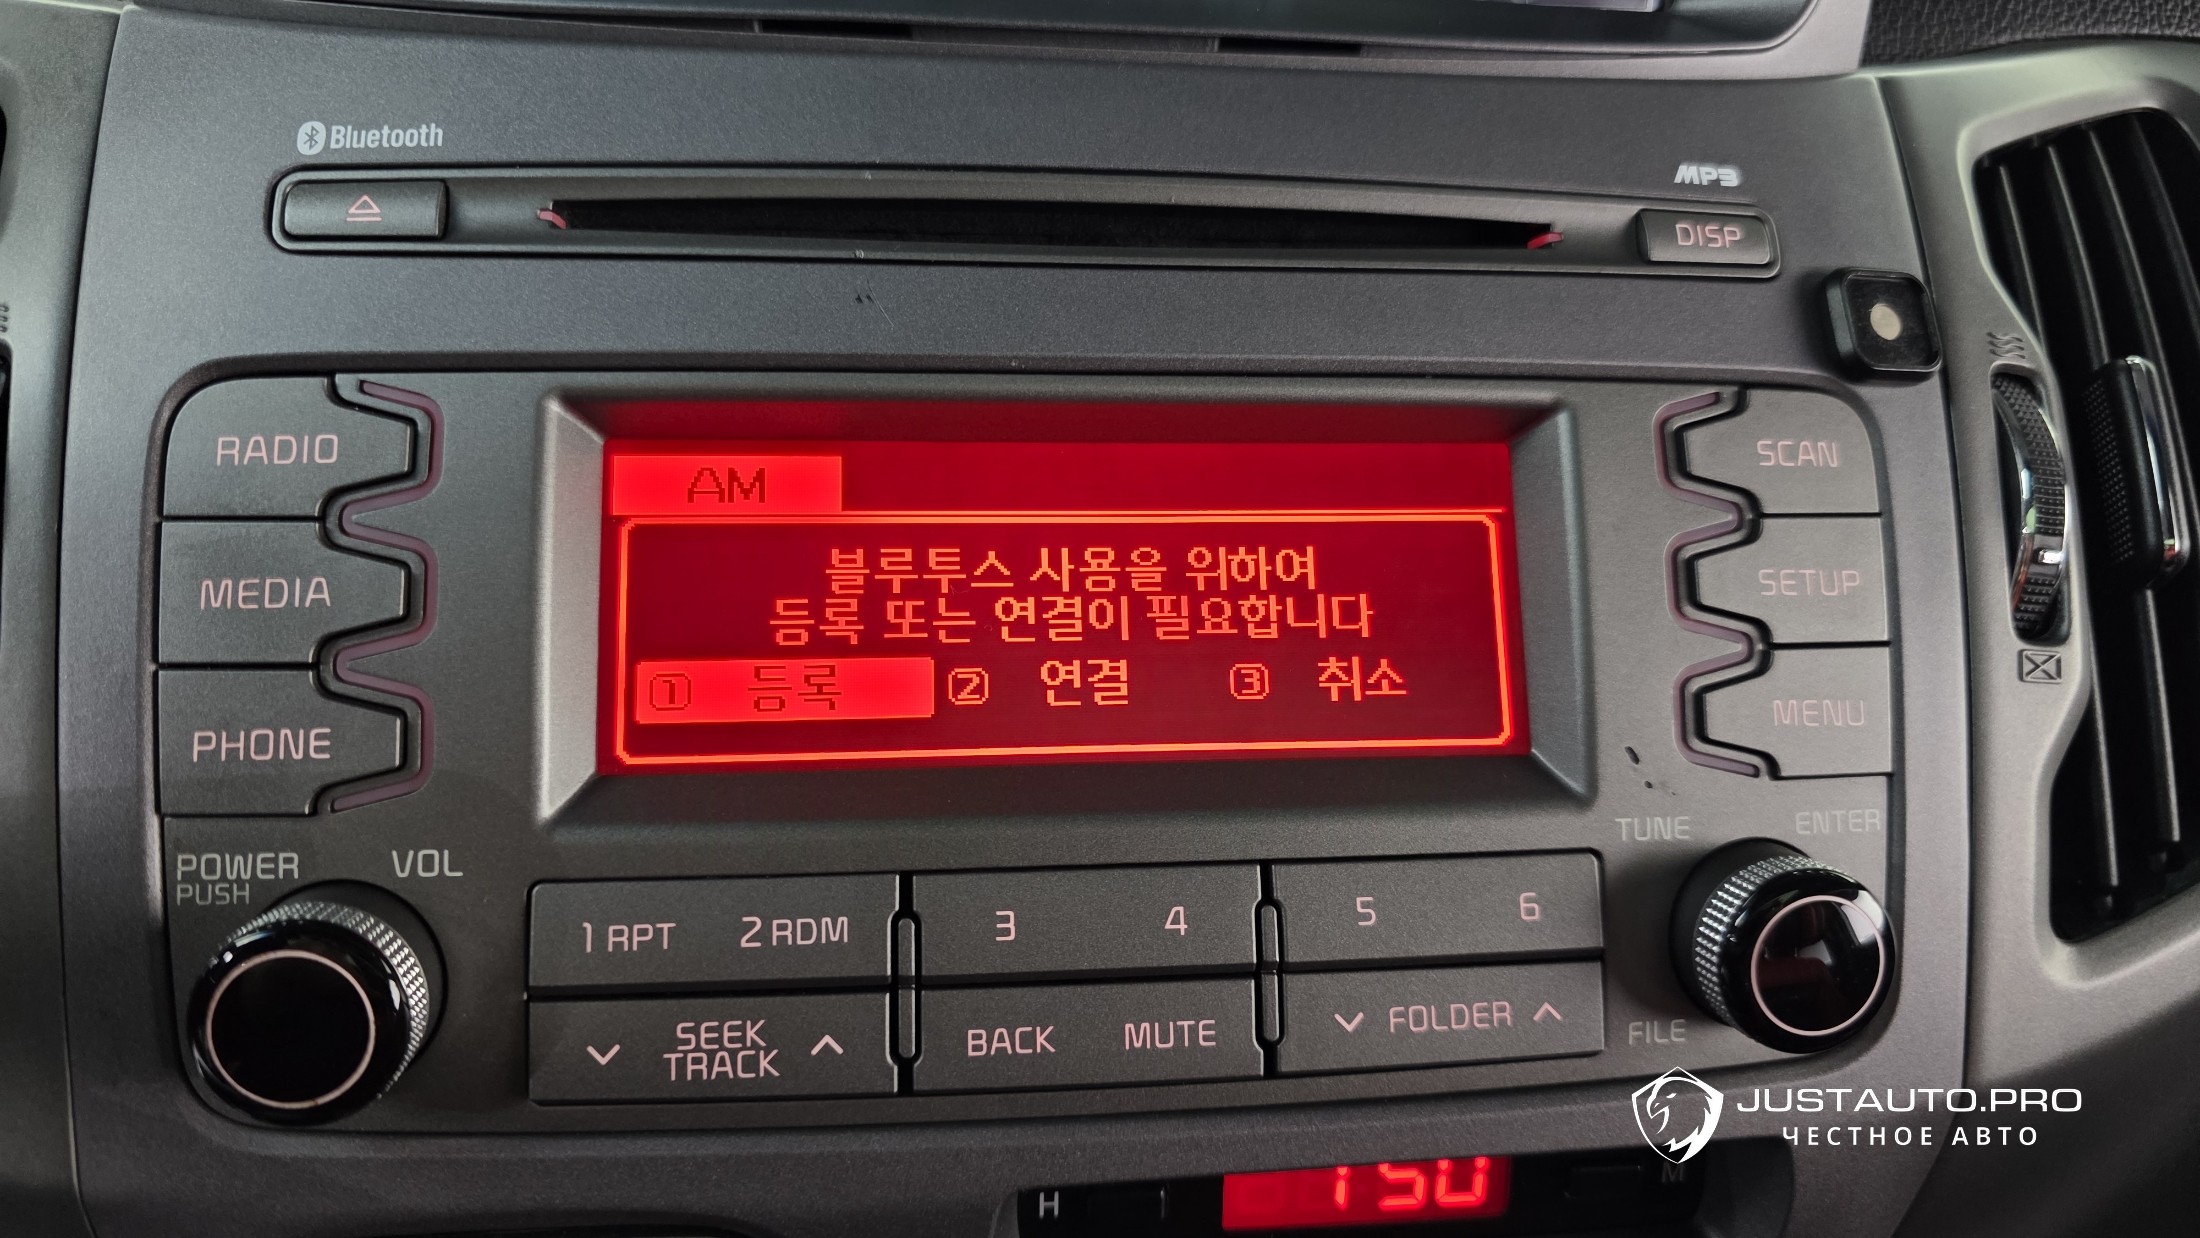 Bluetooth
MP3
DISP
RADIO
MEDIA
PHONE
AM
블루투스 사용을 위하여
등록 또는 연결이 필요합니다
① 등록 ② 연결 ③ 취소
SCAN
SETUP
MENU
POWER
PUSH
VOL
TUNE
ENTER
1 RPT 2 RDM 3 4 5 6
SEEK
TRACK
BACK MUTE
FOLDER
FILE
JUSTAUTO.PRO
ЧЕСТНОЕ АВТО
H
1 50
M